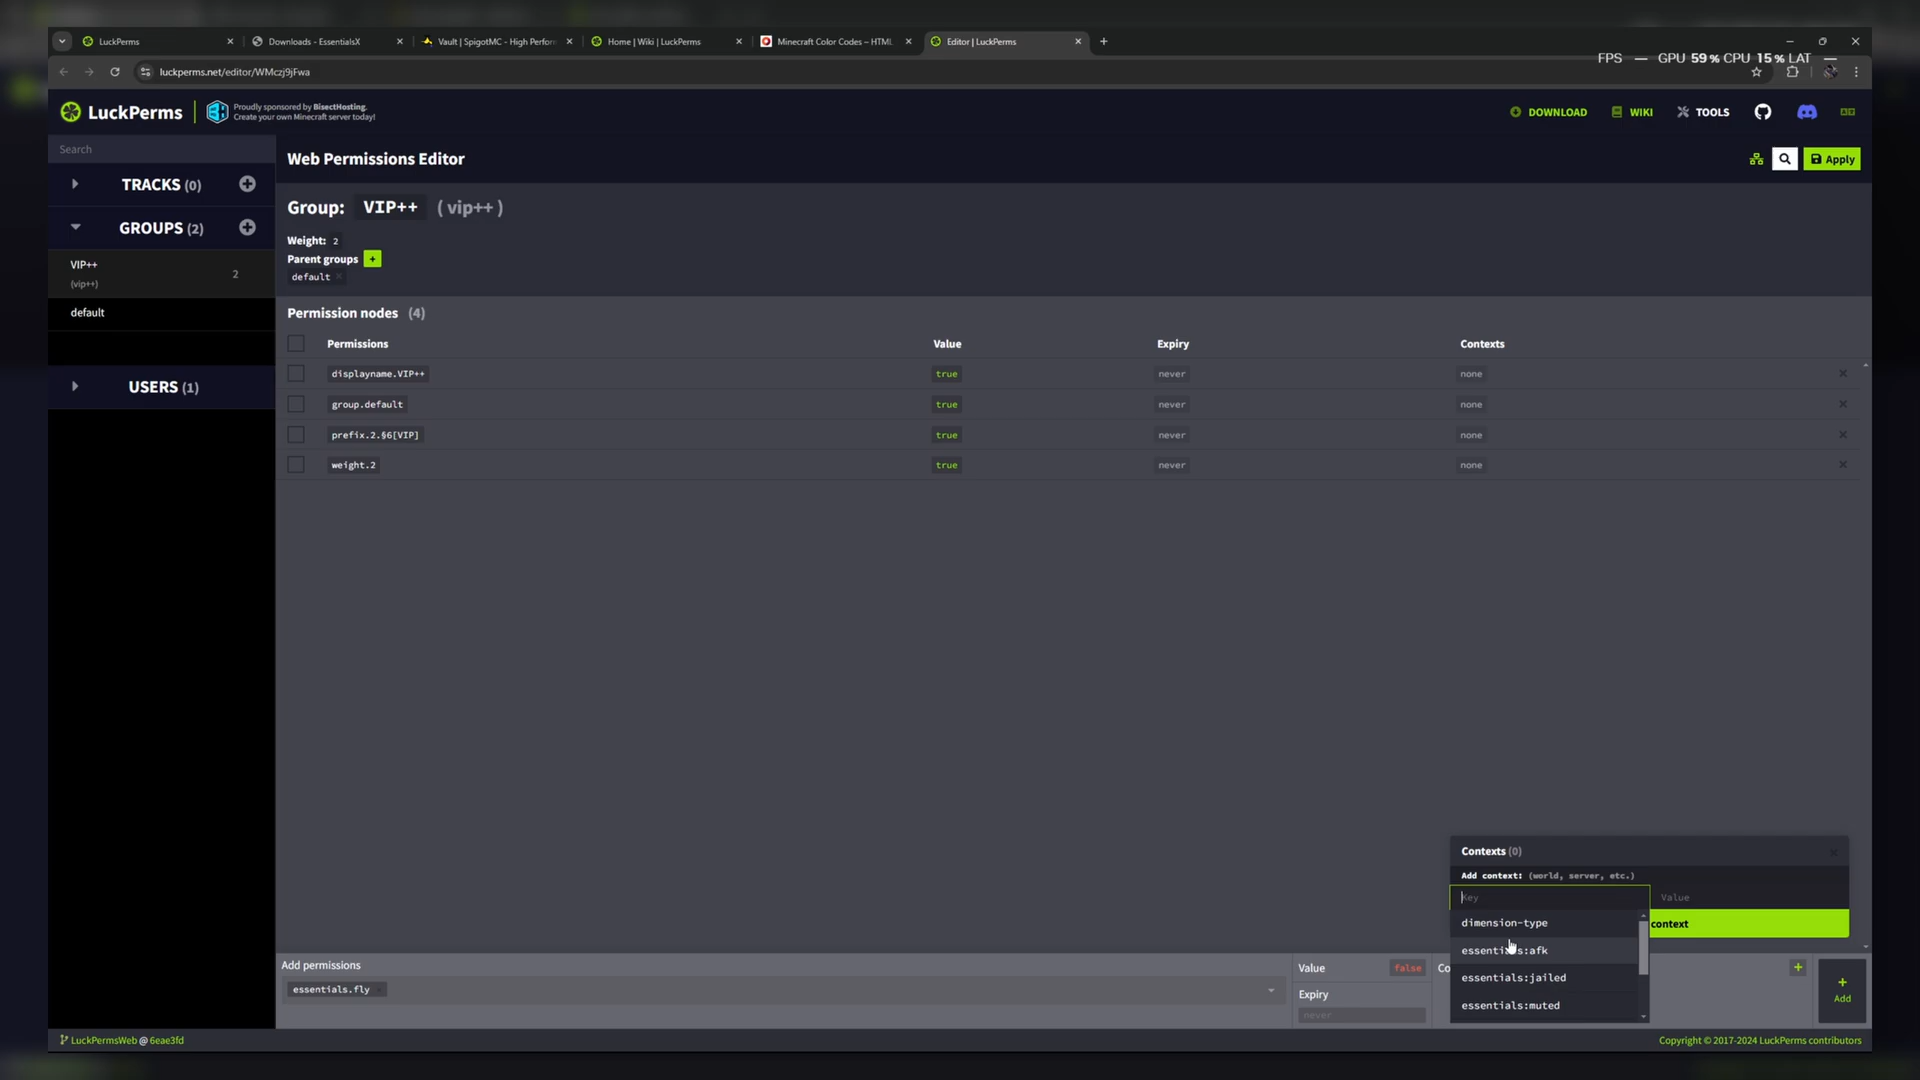 LuckPerms
Downloads - EssentialsX
Vault | SpigotMC - High Perform
Home | Wiki | LuckPerms
Minecraft Color Codes – HTML
Editor | LuckPerms
luckperms.net/editor/WMczj9jFwa
FPS — GPU 59 % CPU 15 % LAT —
LuckPerms
Proudly sponsored by BisectHosting.
Create your own Minecraft server today!
DOWNLOAD
WIKI
TOOLS
Search
Web Permissions Editor
Apply
TRACKS (0)
GROUPS (2)
VIP++
(vip++)
2
default
USERS (1)
Group: VIP++ ( vip++ )
Weight: 2
Parent groups +
default
Permission nodes (4)
Permissions Value Expiry Contexts
displayname.VIP++ true never none
group.default true never none
prefix.2.§6[VIP] true never none
weight.2 true never none
Contexts (0)
Add context: (world, server, etc.)
Key Value
dimension-type
context
essentials:afk
essentials:jailed
essentials:muted
Add permissions
essentials.fly
Value false
Co
Expiry
never
+
Add
LuckPermsWeb @ 6eae3fd
Copyright © 2017-2024 LuckPerms contributors